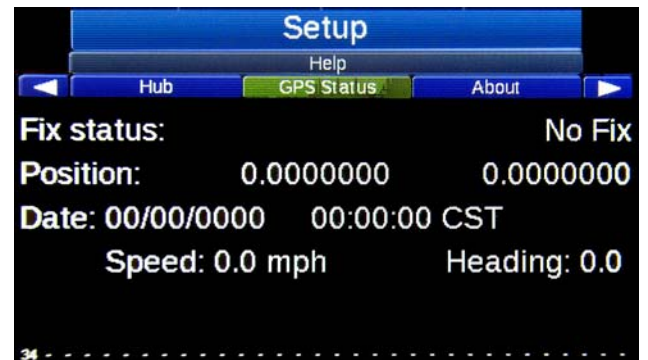 Setup
Help
Hub GPS Status About
Fix status: No Fix
Position: 0.0000000 0.0000000
Date: 00/00/0000 00:00:00 CST
Speed: 0.0 mph Heading: 0.0
34